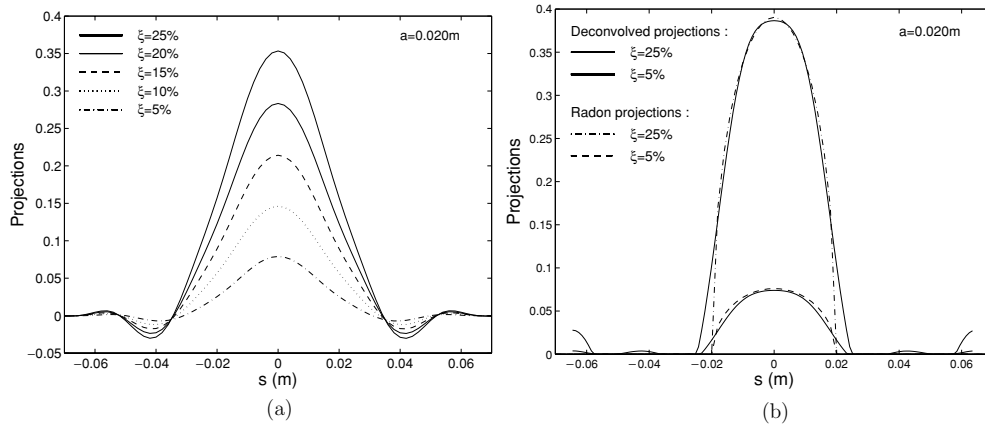 0.4
0.35
0.3
0.25
0.2
0.15
0.1
0.05
0
−0.05
Projections
ξ=25%
ξ=20%
ξ=15%
ξ=10%
ξ=5%
a=0.020m
−0.06 −0.04 −0.02 0 0.02 0.04 0.06
s (m)
(a)
0.4
0.35
0.3
0.25
0.2
0.15
0.1
0.05
0
Projections
Deconvolved projections :
ξ=25%
ξ=5%
Radon projections :
ξ=25%
ξ=5%
a=0.020m
−0.06 −0.04 −0.02 0 0.02 0.04 0.06
s (m)
(b)